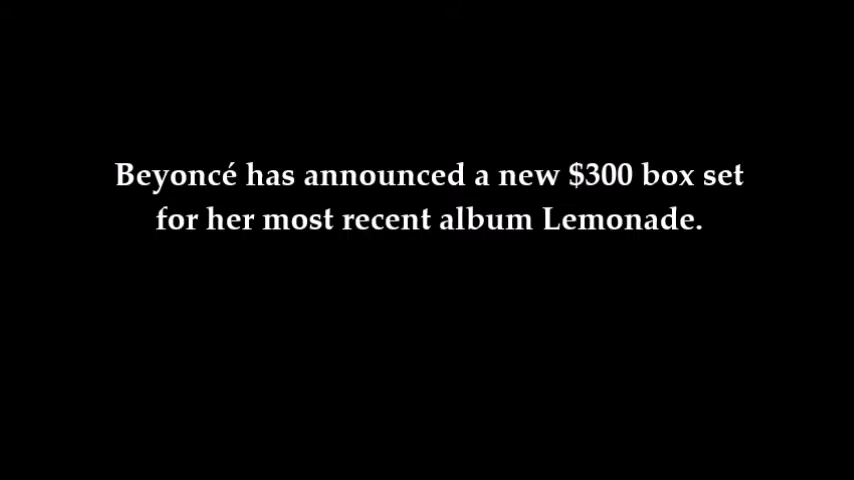 Beyoncé has announced a new $300 box set
for her most recent album Lemonade.